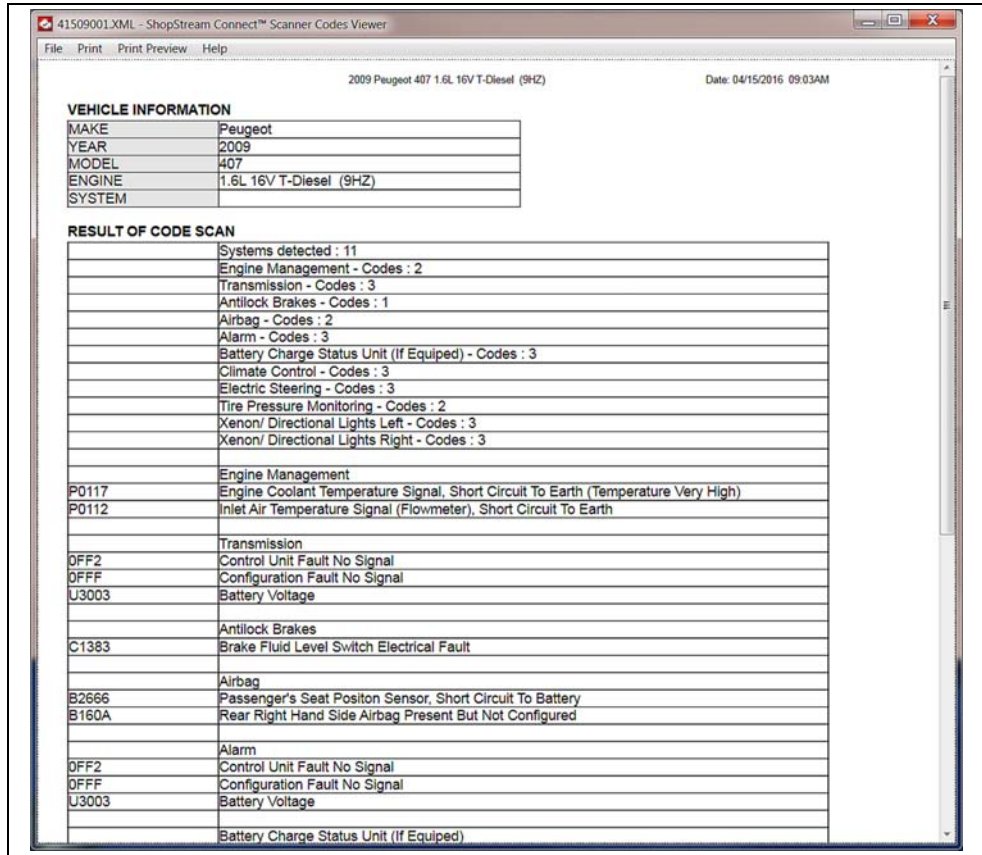 41509001.XML - ShopStream Connect™ Scanner Codes Viewer
File Print Print Preview Help
2009 Peugeot 407 1.6L 16V T-Diesel (9HZ) Date: 04/15/2016 09:03AM
VEHICLE INFORMATION
MAKE Peugeot
YEAR 2009
MODEL 407
ENGINE 1.6L 16V T-Diesel (9HZ)
SYSTEM
RESULT OF CODE SCAN
Systems detected : 11
Engine Management - Codes : 2
Transmission - Codes : 3
Antilock Brakes - Codes : 1
Airbag - Codes : 2
Alarm - Codes : 3
Battery Charge Status Unit (If Equiped) - Codes : 3
Climate Control - Codes : 3
Electric Steering - Codes : 3
Tire Pressure Monitoring - Codes : 2
Xenon/ Directional Lights Left - Codes : 3
Xenon/ Directional Lights Right - Codes : 3
Engine Management
P0117 Engine Coolant Temperature Signal, Short Circuit To Earth (Temperature Very High)
P0112 Inlet Air Temperature Signal (Flowmeter), Short Circuit To Earth
Transmission
0FF2 Control Unit Fault No Signal
0FFF Configuration Fault No Signal
U3003 Battery Voltage
Antilock Brakes
C1383 Brake Fluid Level Switch Electrical Fault
Airbag
B2666 Passenger's Seat Positon Sensor, Short Circuit To Battery
B160A Rear Right Hand Side Airbag Present But Not Configured
Alarm
0FF2 Control Unit Fault No Signal
0FFF Configuration Fault No Signal
U3003 Battery Voltage
Battery Charge Status Unit (If Equiped)